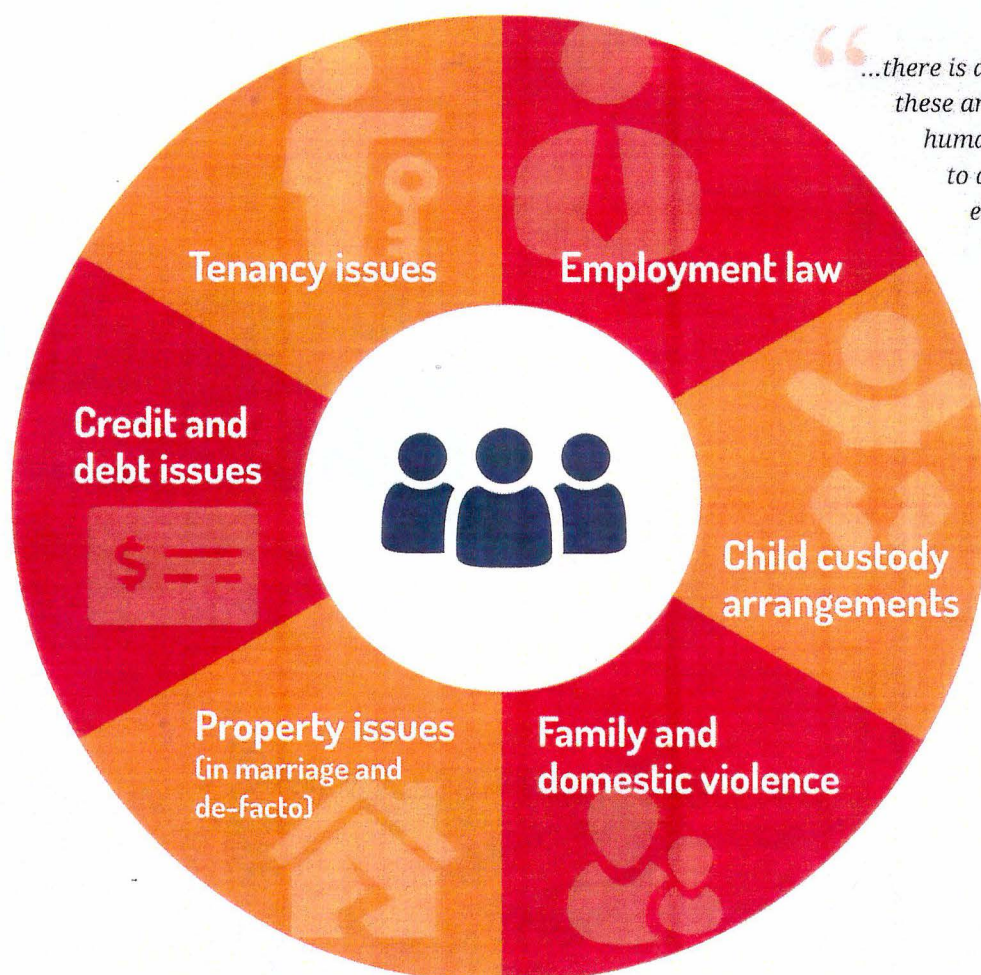 “
...there is a
these ar
huma
to a
e
Tenancy issues
Employment law
Credit and
debt issues
$
Child custody
arrangements
Property issues
(in marriage and
de-facto)
Family and
domestic violence